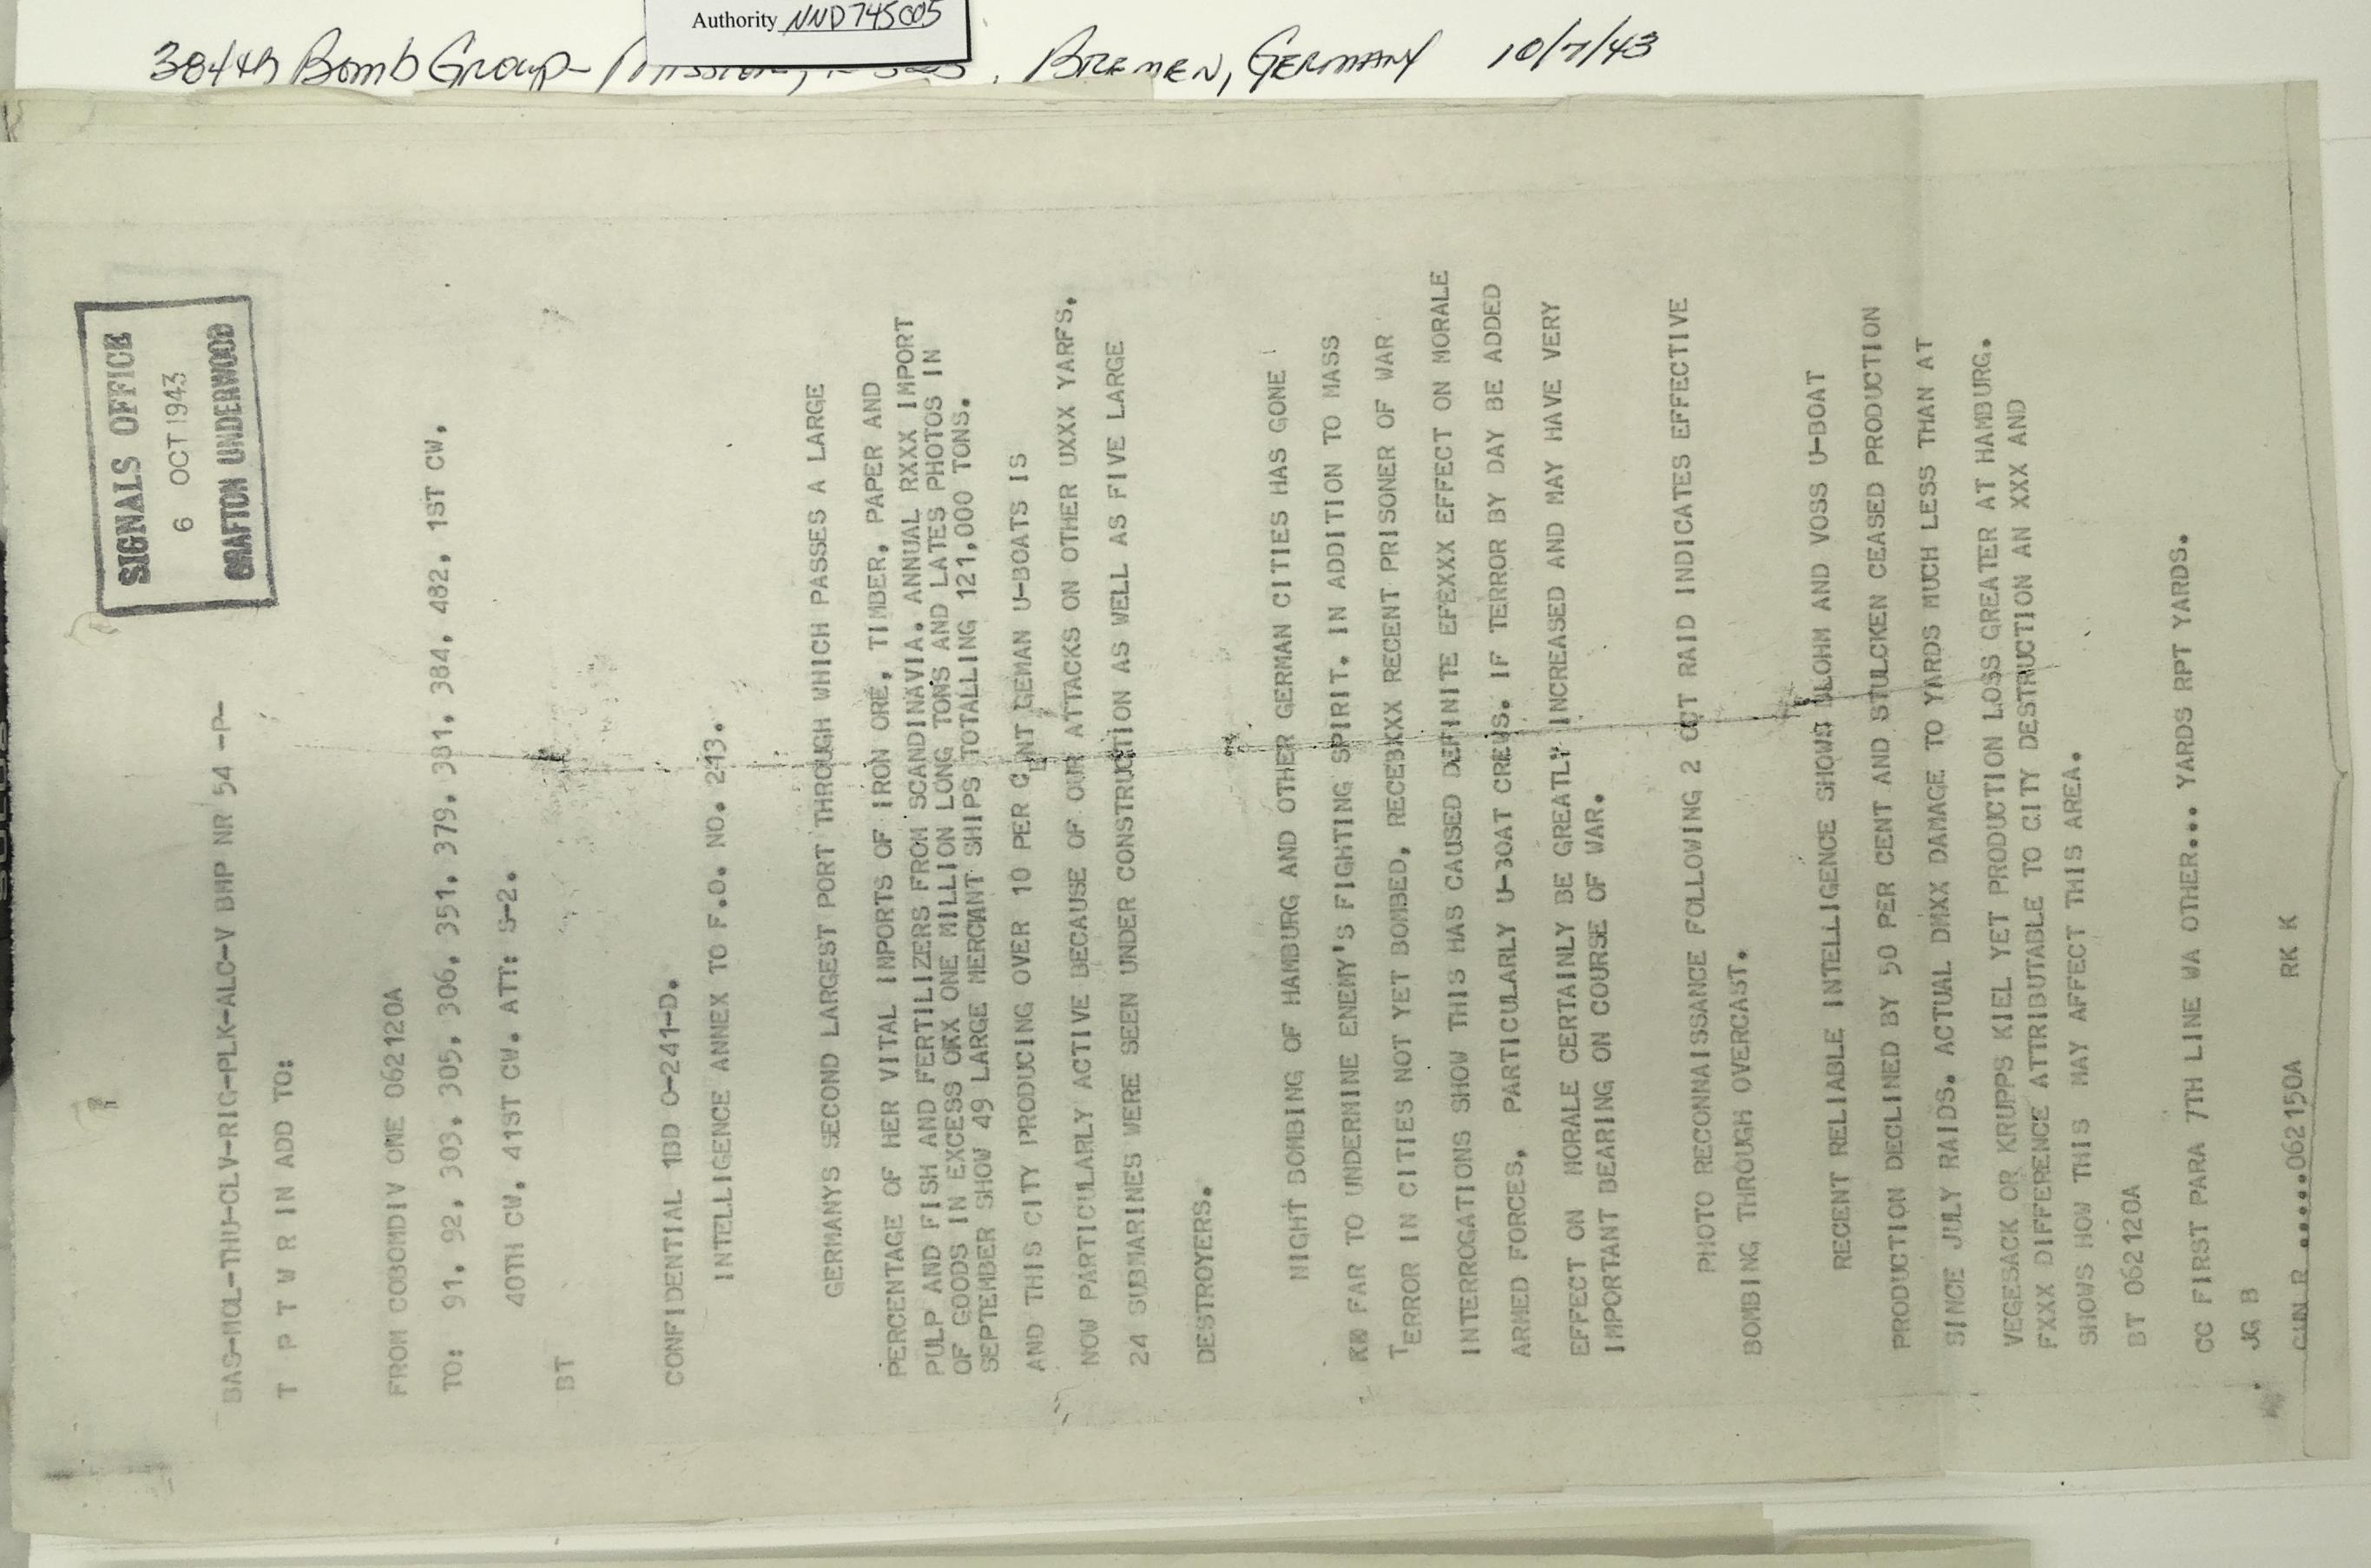 Authority NND 745005
384th Bomb Group - Bremen, Germany 10/7/43
SIGNALS OFFICE
6 OCT 1943
GRAFTON UNDERWOOD
BAS-MOL-THU-CLV-RIG-PLK-ALC-V BMP NR 54 -P-
T P T W R IN ADD TO:
FROM COBOMDIV ONE 062120A
TO: 91, 92, 303, 305, 306, 351, 379, 381, 384, 482, 1ST CW.
40TH CW, 41ST CW. ATT: S-2.
BT
CONFIDENTIAL 1BD O-241-D.
INTELLIGENCE ANNEX TO F.O. NO. 213.
GERMANYS SECOND LARGEST PORT THROUGH WHICH PASSES A LARGE
PERCENTAGE OF HER VITAL IMPORTS OF IRON ORE, TIMBER, PAPER AND
PULP AND FISH AND FERTILIZERS FROM SCANDINAVIA. ANNUAL RXXX IMPORT
OF GOODS IN EXCESS OKX ONE MILLION LONG TONS AND LATES PHOTOS IN
SEPTEMBER SHOW 49 LARGE MERCHANT SHIPS TOTALLING 121,000 TONS.
AND THIS CITY PRODUCING OVER 10 PER CENT GEMAN U-BOATS IS
NOW PARTICULARLY ACTIVE BECAUSE OF OUR ATTACKS ON OTHER UXXX YARFS.
24 SUBMARINES WERE SEEN UNDER CONSTRUCTION AS WELL AS FIVE LARGE
DESTROYERS.
NIGHT BOMBING OF HAMBURG AND OTHER GERMAN CITIES HAS GONE
FAR TO UNDERMINE ENEMY'S FIGHTING SPIRIT. IN ADDITION TO MASS
TERROR IN CITIES NOT YET BOMBED, RECEBXXX RECENT PRISONER OF WAR
INTERROGATIONS SHOW THIS HAS CAUSED DEFINITE EFEXXX EFFECT ON MORALE
ARMED FORCES, PARTICULARLY U-BOAT CREWS. IF TERROR BY DAY BE ADDED
EFFECT ON MORALE CERTAINLY BE GREATLY INCREASED AND MAY HAVE VERY
IMPORTANT BEARING ON COURSE OF WAR.
PHOTO RECONNAISSANCE FOLLOWING 2 OCT RAID INDICATES EFFECTIVE
BOMBING THROUGH OVERCAST.
RECENT RELIABLE INTELLIGENCE SHOWS BLOHM AND VOSS U-BOAT
PRODUCTION DECLINED BY 50 PER CENT AND STULCKEN CEASED PRODUCTION
SINCE JULY RAIDS. ACTUAL DMXX DAMAGE TO YARDS MUCH LESS THAN AT
VEGESACK OR KRUPPS KIEL YET PRODUCTION LOSS GREATER AT HAMBURG.
FXXX DIFFERENCE ATTRIBUTABLE TO CITY DESTRUCTION AN XXX AND
SHOWS HOW THIS MAY AFFECT THIS AREA.
BT 062120A
CC FIRST PARA 7TH LINE WA OTHER... YARDS RPT YARDS.
JG B
GUN R ......062150A RK K